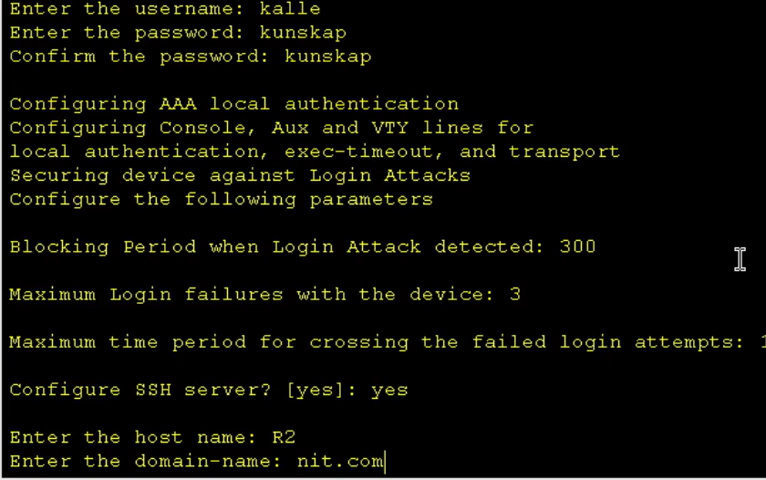 Enter the username: kalle
Enter the password: kunskap
Confirm the password: kunskap
Configuring AAA local authentication
Configuring Console, Aux and VTY lines for
local authentication, exec-timeout, and transport
Securing device against Login Attacks
Configure the following parameters
Blocking Period when Login Attack detected: 300
Maximum Login failures with the device: 3
Maximum time period for crossing the failed login attempts:
Configure SSH server? [yes]: yes
Enter the host name: R2
Enter the domain-name: nit.com